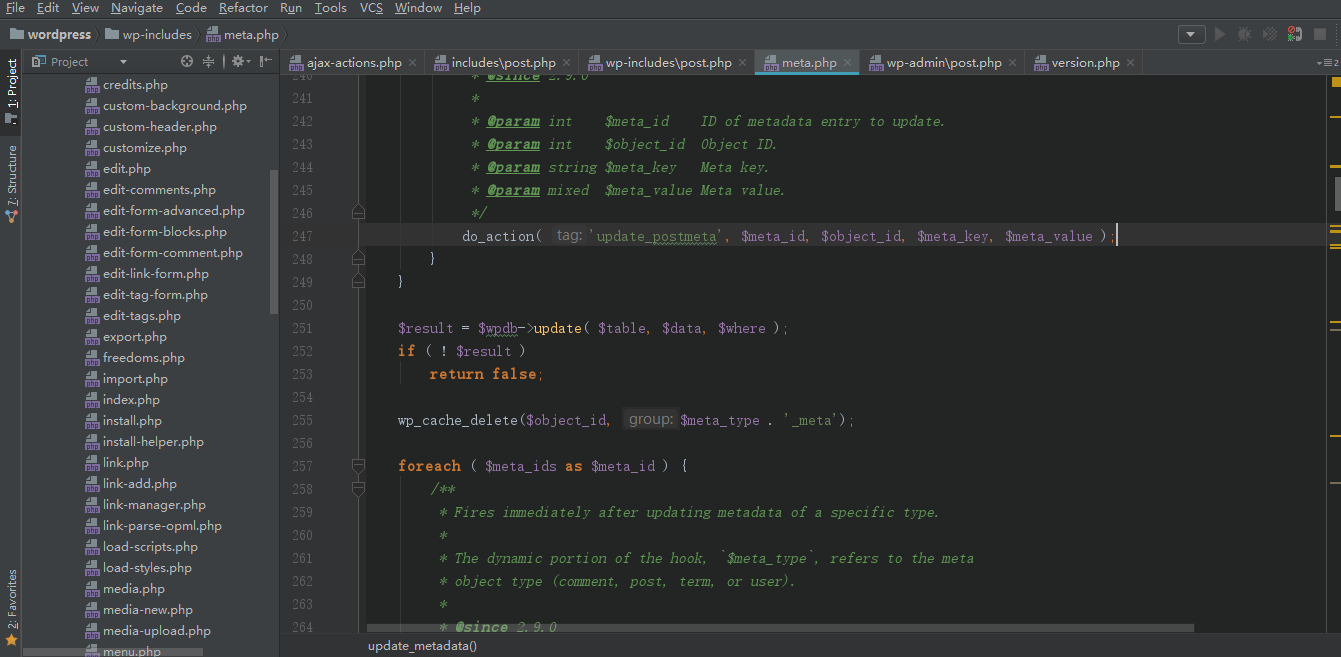 File Edit View Navigate Code Refactor Run Tools VCS Window Help
wordpress wp-includes meta.php
Project
ajax-actions.php includes\post.php wp-includes\post.php meta.php wp-admin\post.php version.php
1: Project
7: Structure
2: Favorites
credits.php
custom-background.php
custom-header.php
customize.php
edit.php
edit-comments.php
edit-form-advanced.php
edit-form-blocks.php
edit-form-comment.php
edit-link-form.php
edit-tag-form.php
edit-tags.php
export.php
freedoms.php
import.php
index.php
install.php
install-helper.php
link.php
link-add.php
link-manager.php
link-parse-opml.php
load-scripts.php
load-styles.php
media.php
media-new.php
media-upload.php
menu.php
240 * @since 2.9.0
241 *
242 * @param int $meta_id ID of metadata entry to update.
243 * @param int $object_id Object ID.
244 * @param string $meta_key Meta key.
245 * @param mixed $meta_value Meta value.
246 */
247 do_action( tag: 'update_postmeta', $meta_id, $object_id, $meta_key, $meta_value );
248 }
249 }
250
251 $result = $wpdb->update( $table, $data, $where );
252 if ( ! $result )
253 return false;
254
255 wp_cache_delete($object_id, group: $meta_type . '_meta');
256
257 foreach ( $meta_ids as $meta_id ) {
258 /**
259 * Fires immediately after updating metadata of a specific type.
260 *
261 * The dynamic portion of the hook, `$meta_type`, refers to the meta
262 * object type (comment, post, term, or user).
263 *
264 * @since 2.9.0
update_metadata()